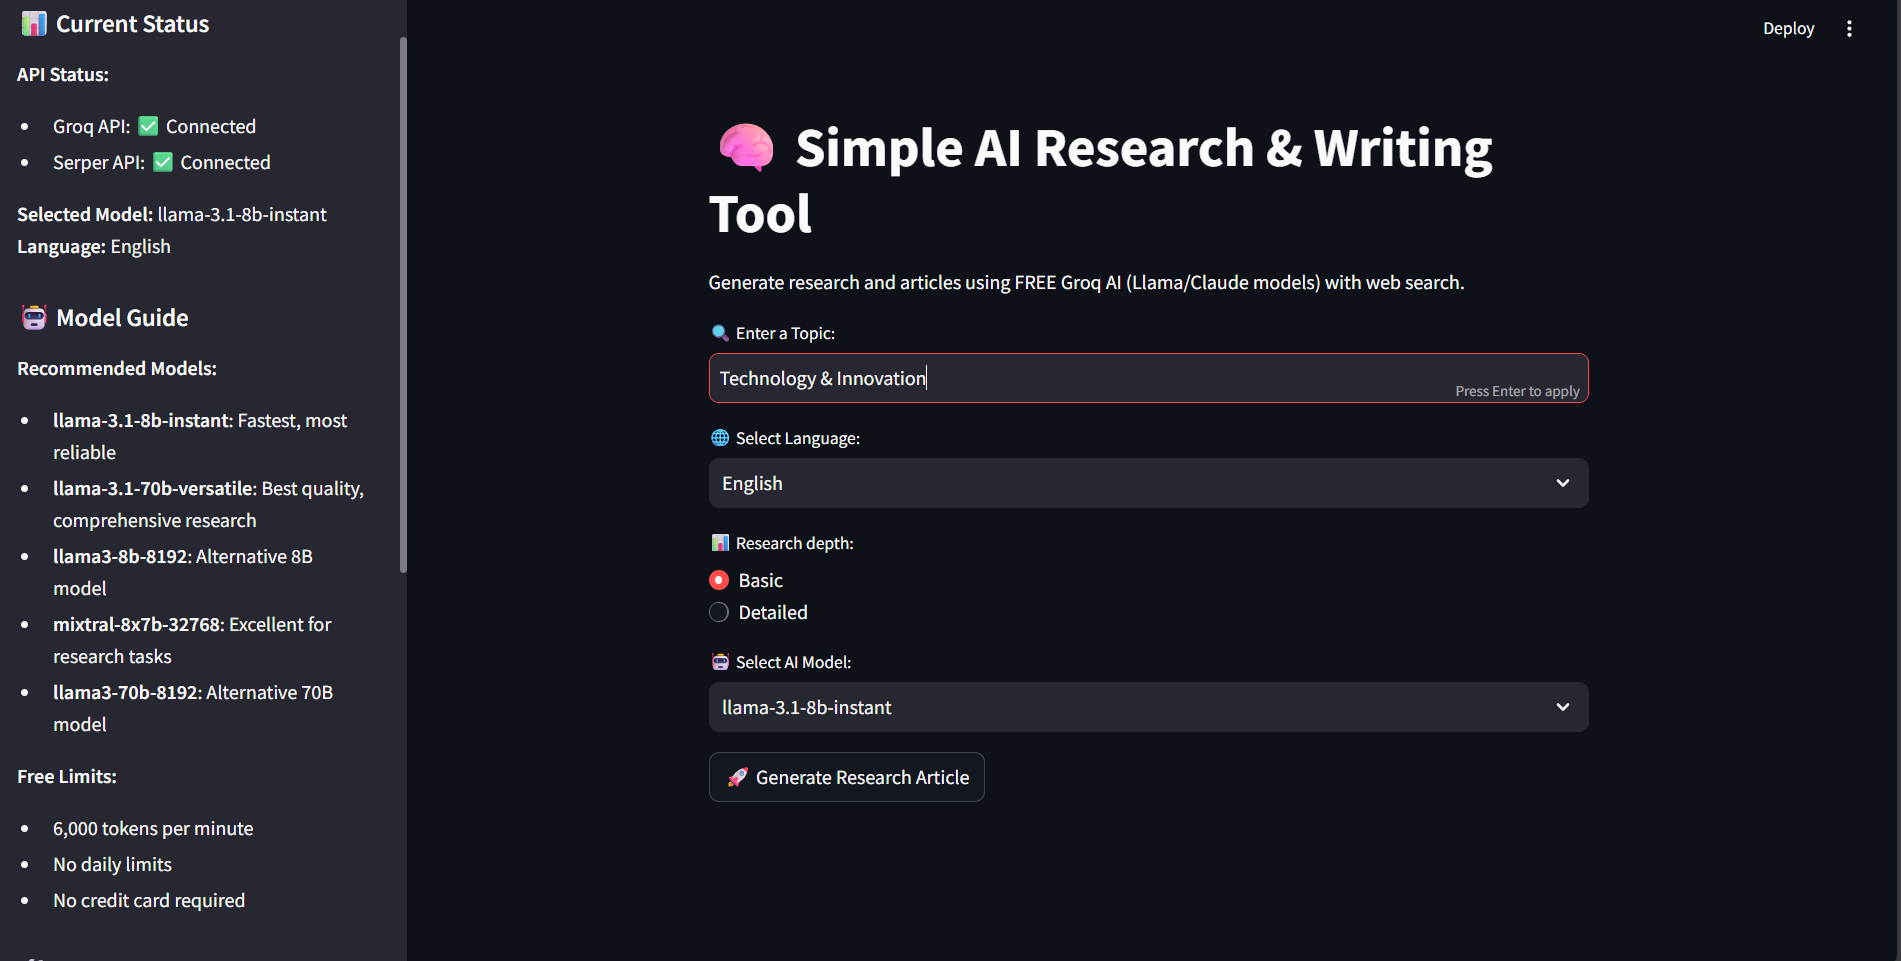 Current Status
API Status:
Groq API: ✅ Connected
Serper API: ✅ Connected
Selected Model: llama-3.1-8b-instant
Language: English
Model Guide
Recommended Models:
llama-3.1-8b-instant: Fastest, most
reliable
llama-3.1-70b-versatile: Best quality,
comprehensive research
llama3-8b-8192: Alternative 8B
model
mixtral-8x7b-32768: Excellent for
research tasks
llama3-70b-8192: Alternative 70B
model
Free Limits:
6,000 tokens per minute
No daily limits
No credit card required
Deploy
Simple AI Research & Writing
Tool
Generate research and articles using FREE Groq AI (Llama/Claude models) with web search.
Enter a Topic:
Technology & Innovation
Press Enter to apply
Select Language:
English
Research depth:
Basic
Detailed
Select AI Model:
llama-3.1-8b-instant
Generate Research Article